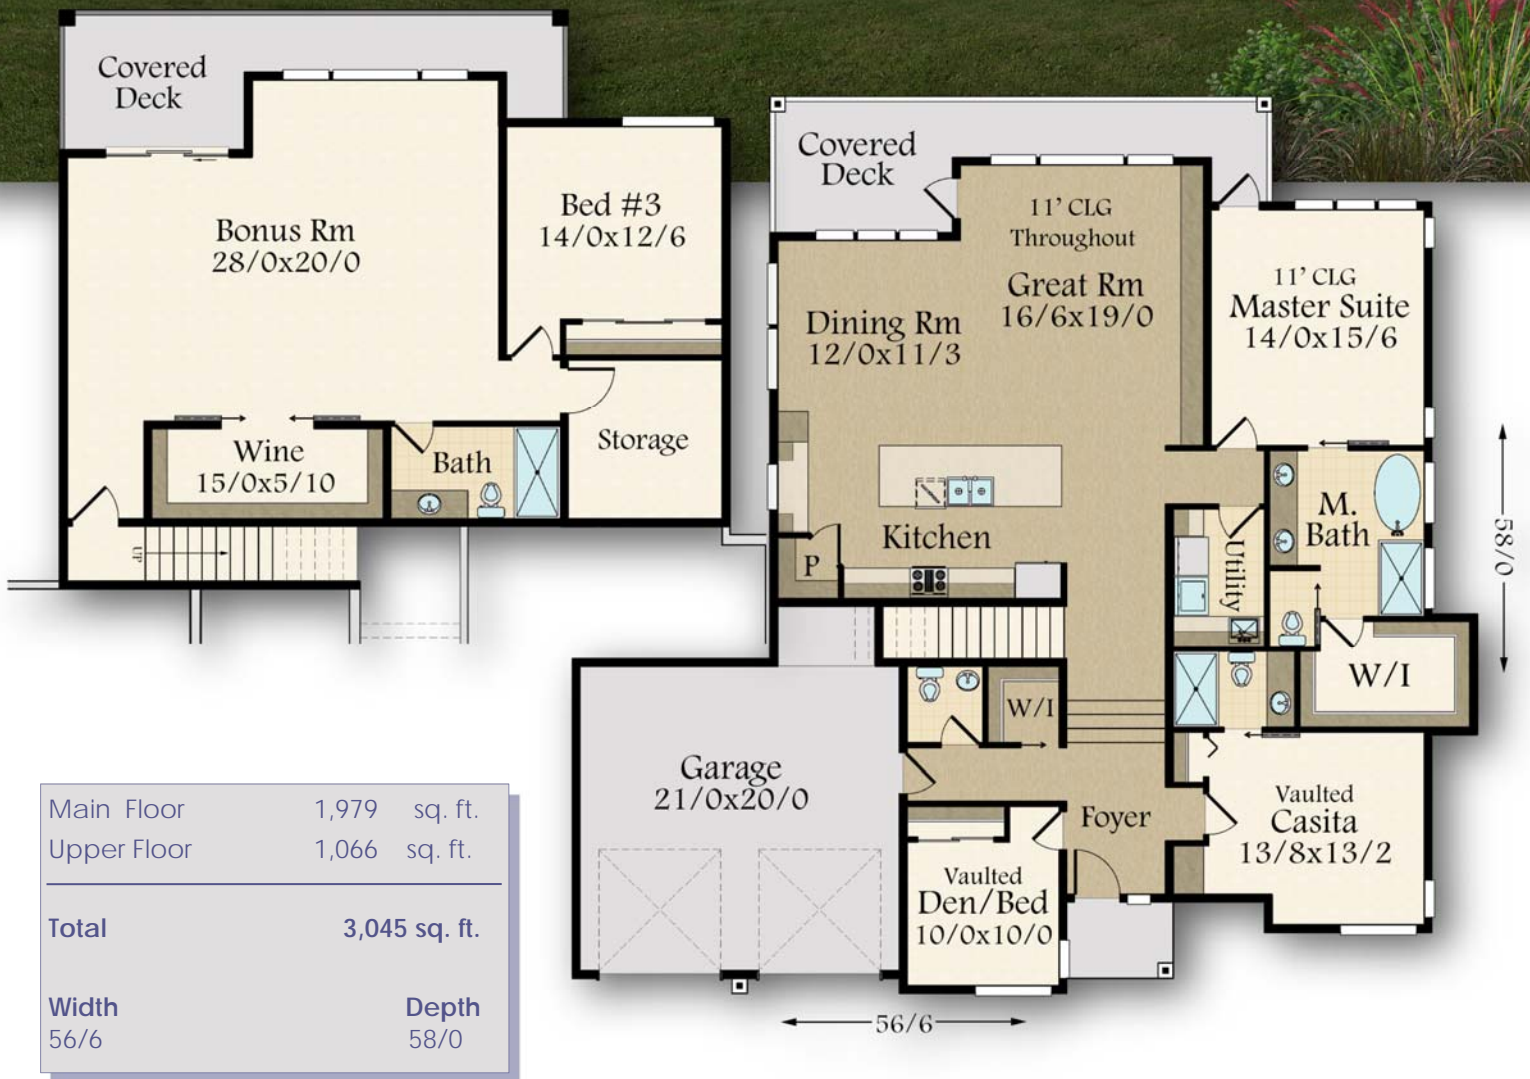 Covered
Deck
Bonus Rm
28/0x20/0
Bed #3
14/0x12/6
Storage
Wine
15/0x5/10
Bath
UP
Covered
Deck
11' CLG
Throughout
Great Rm
16/6x19/0
Dining Rm
12/0x11/3
11' CLG
Master Suite
14/0x15/6
Kitchen
P
Utility
M.
Bath
W/I
58/0
W/I
Garage
21/0x20/0
Foyer
Vaulted
Casita
13/8x13/2
Vaulted
Den/Bed
10/0x10/0
56/6
Main Floor 1,979 sq. ft.
Upper Floor 1,066 sq. ft.
Total 3,045 sq. ft.
Width Depth
56/6 58/0